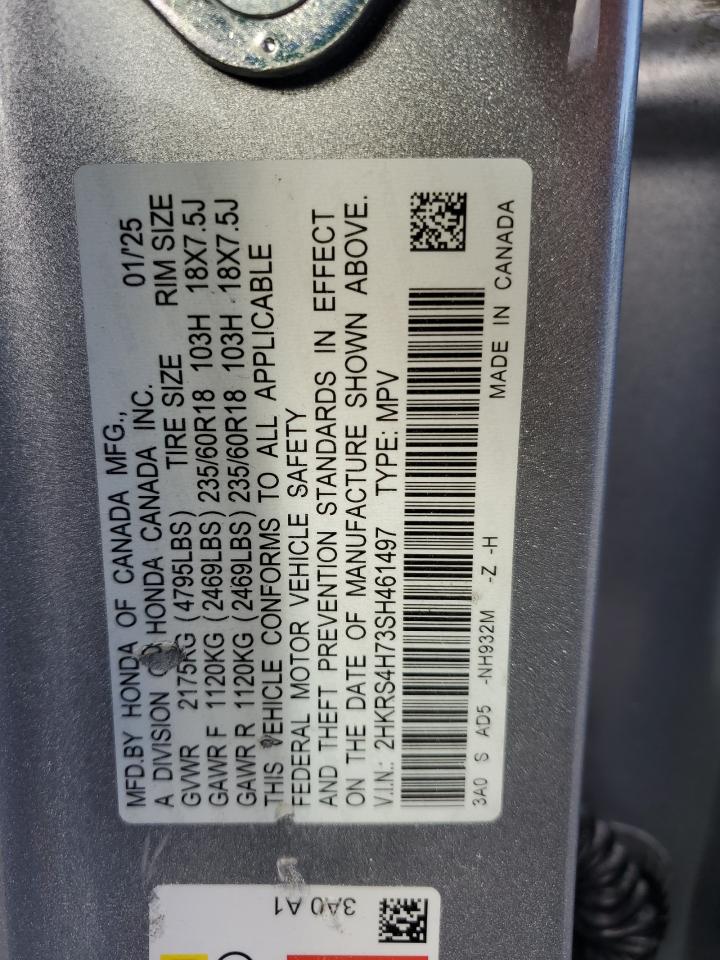 MFD.BY HONDA OF CANADA MFG., 01/'25
A DIVISION HONDA CANADA INC.
GVWR 2175KG (4795LBS) TIRE SIZE RIM SIZE
GAWR F 1120KG (2469LBS) 235/60R18 103H 18X7.5J
GAWR R 1120KG (2469LBS) 235/60R18 103H 18X7.5J
THIS VEHICLE CONFORMS TO ALL APPLICABLE
FEDERAL MOTOR VEHICLE SAFETY
AND THEFT PREVENTION STANDARDS IN EFFECT
ON THE DATE OF MANUFACTURE SHOWN ABOVE.
V.I.N.: 2HKRS4H73SH461497 TYPE: MPV
3A0 S AD5 -NH932M -Z -H
MADE IN CANADA
3A0 A1